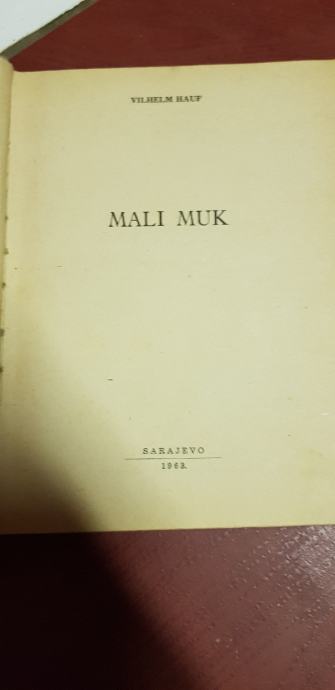 VILHELM HAUF
MALI MUK
SARAJEVO
1963.